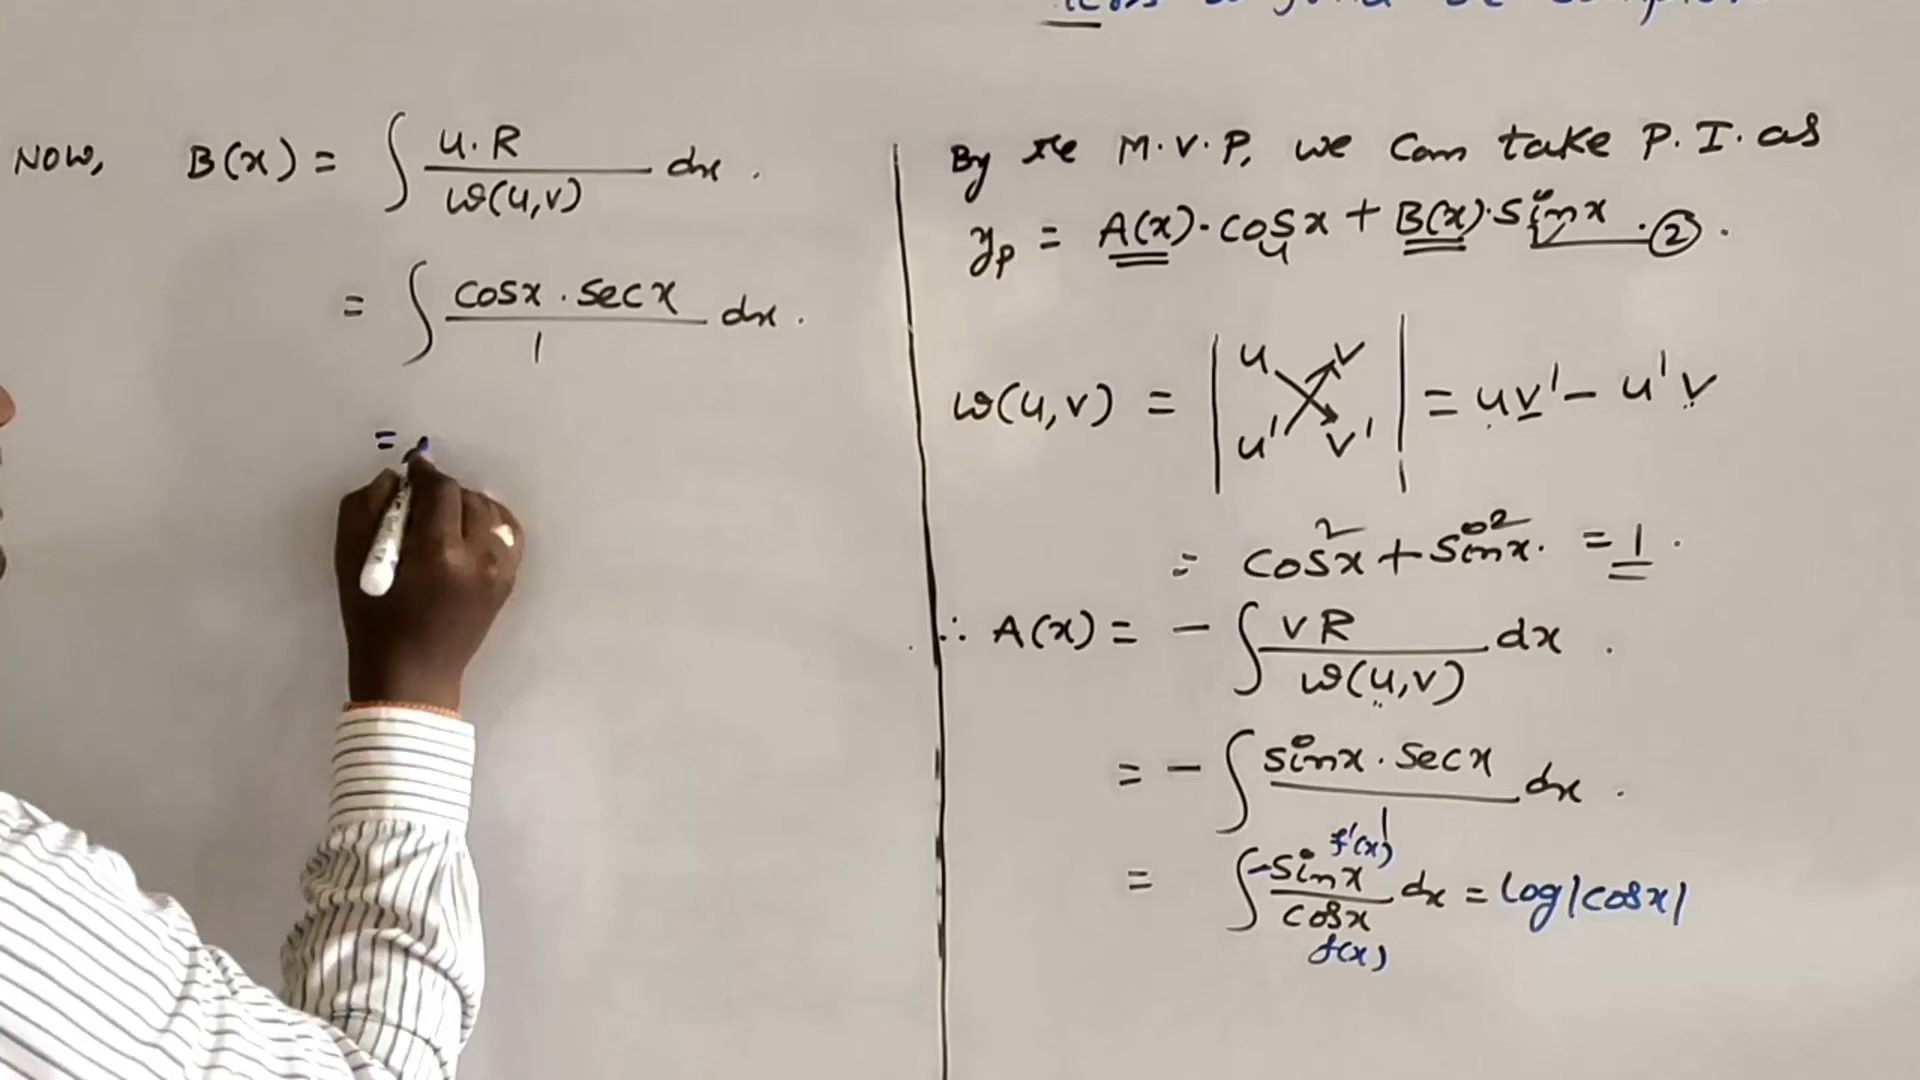 Now, B(x) = ∫ u·R / w(u,v) dx.
= ∫ cosx · secx / 1 dx.
=
By M.V.P, we can take P.I. as
yp = A(x)·cosx + B(x)·sinx . ②.
u v
w(u,v) = | u v u' v' | = uv' - u'v
= cos²x + sin²x. = 1.
∴ A(x) = - ∫ vR / w(u,v) dx.
= - ∫ sinx · secx / 1 dx.
f'(x)
= ∫ -sinx / cosx dx = log|cosx|
f(x)